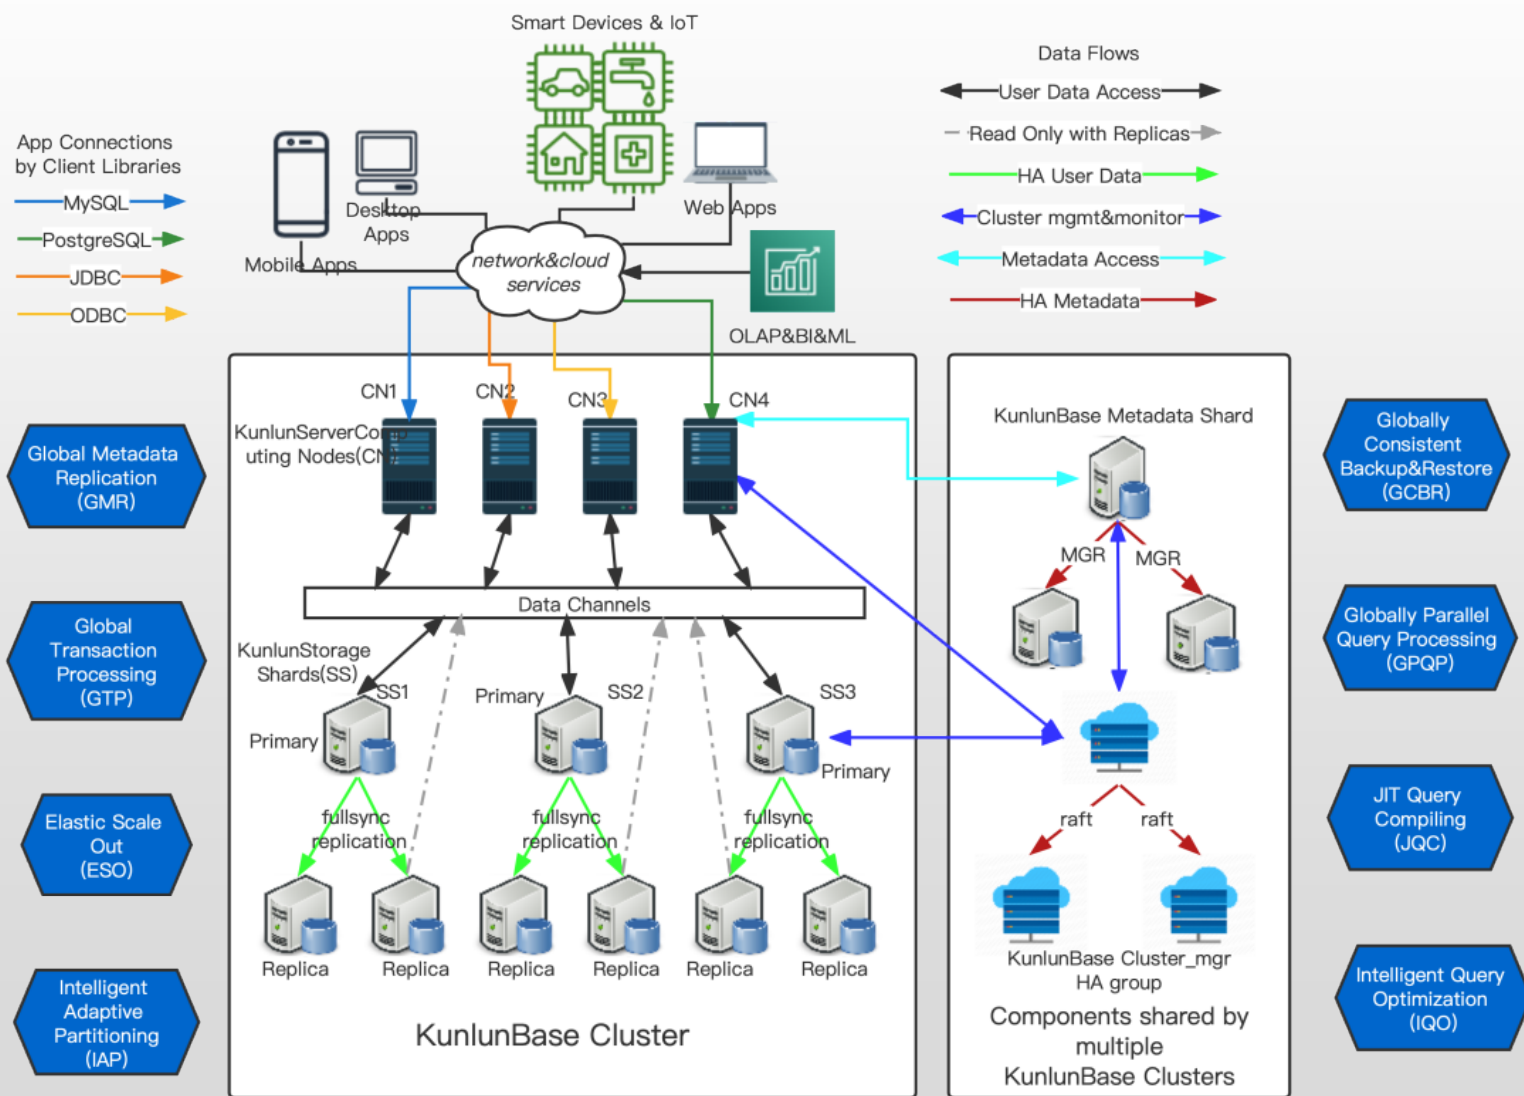 Smart Devices & IoT
Data Flows
User Data Access
Read Only with Replicas
HA User Data
Cluster mgmt&monitor
Metadata Access
HA Metadata
App Connections
by Client Libraries
MySQL
PostgreSQL
JDBC
ODBC
Desktop
Apps
Mobile Apps
Web Apps
network&cloud
services
OLAP&BI&ML
CN1
CN2
CN3
CN4
KunlunServerComp
uting Nodes(CN)
Data Channels
KunlunStorage
Shards(SS)
SS1
Primary
Primary
SS2
SS3
Primary
fullsync
replication
fullsync
replication
fullsync
replication
Replica
Replica
Replica
Replica
Replica
Replica
KunlunBase Cluster
KunlunBase Metadata Shard
MGR
MGR
raft
raft
KunlunBase Cluster_mgr
HA group
Components shared by
multiple
KunlunBase Clusters
Global Metadata
Replication
(GMR)
Global
Transaction
Processing
(GTP)
Elastic Scale
Out
(ESO)
Intelligent
Adaptive
Partitioning
(IAP)
Globally
Consistent
Backup&Restore
(GCBR)
Globally Parallel
Query Processing
(GPQP)
JIT Query
Compiling
(JQC)
Intelligent Query
Optimization
(IQO)